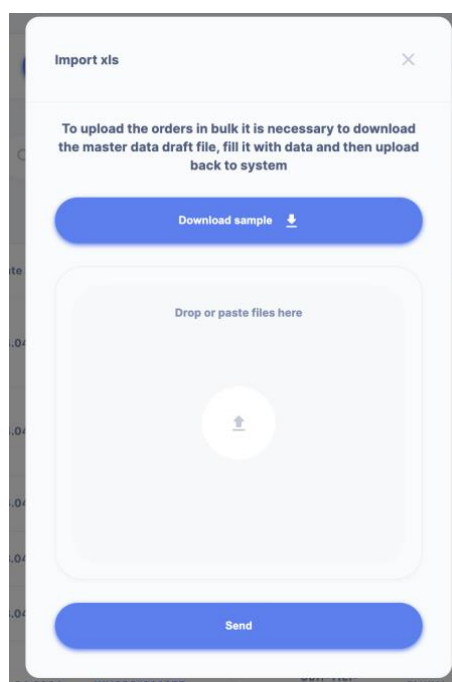 Import xls
To upload the orders in bulk it is necessary to download
the master data draft file, fill it with data and then upload
back to system
Download sample
Drop or paste files here
Send